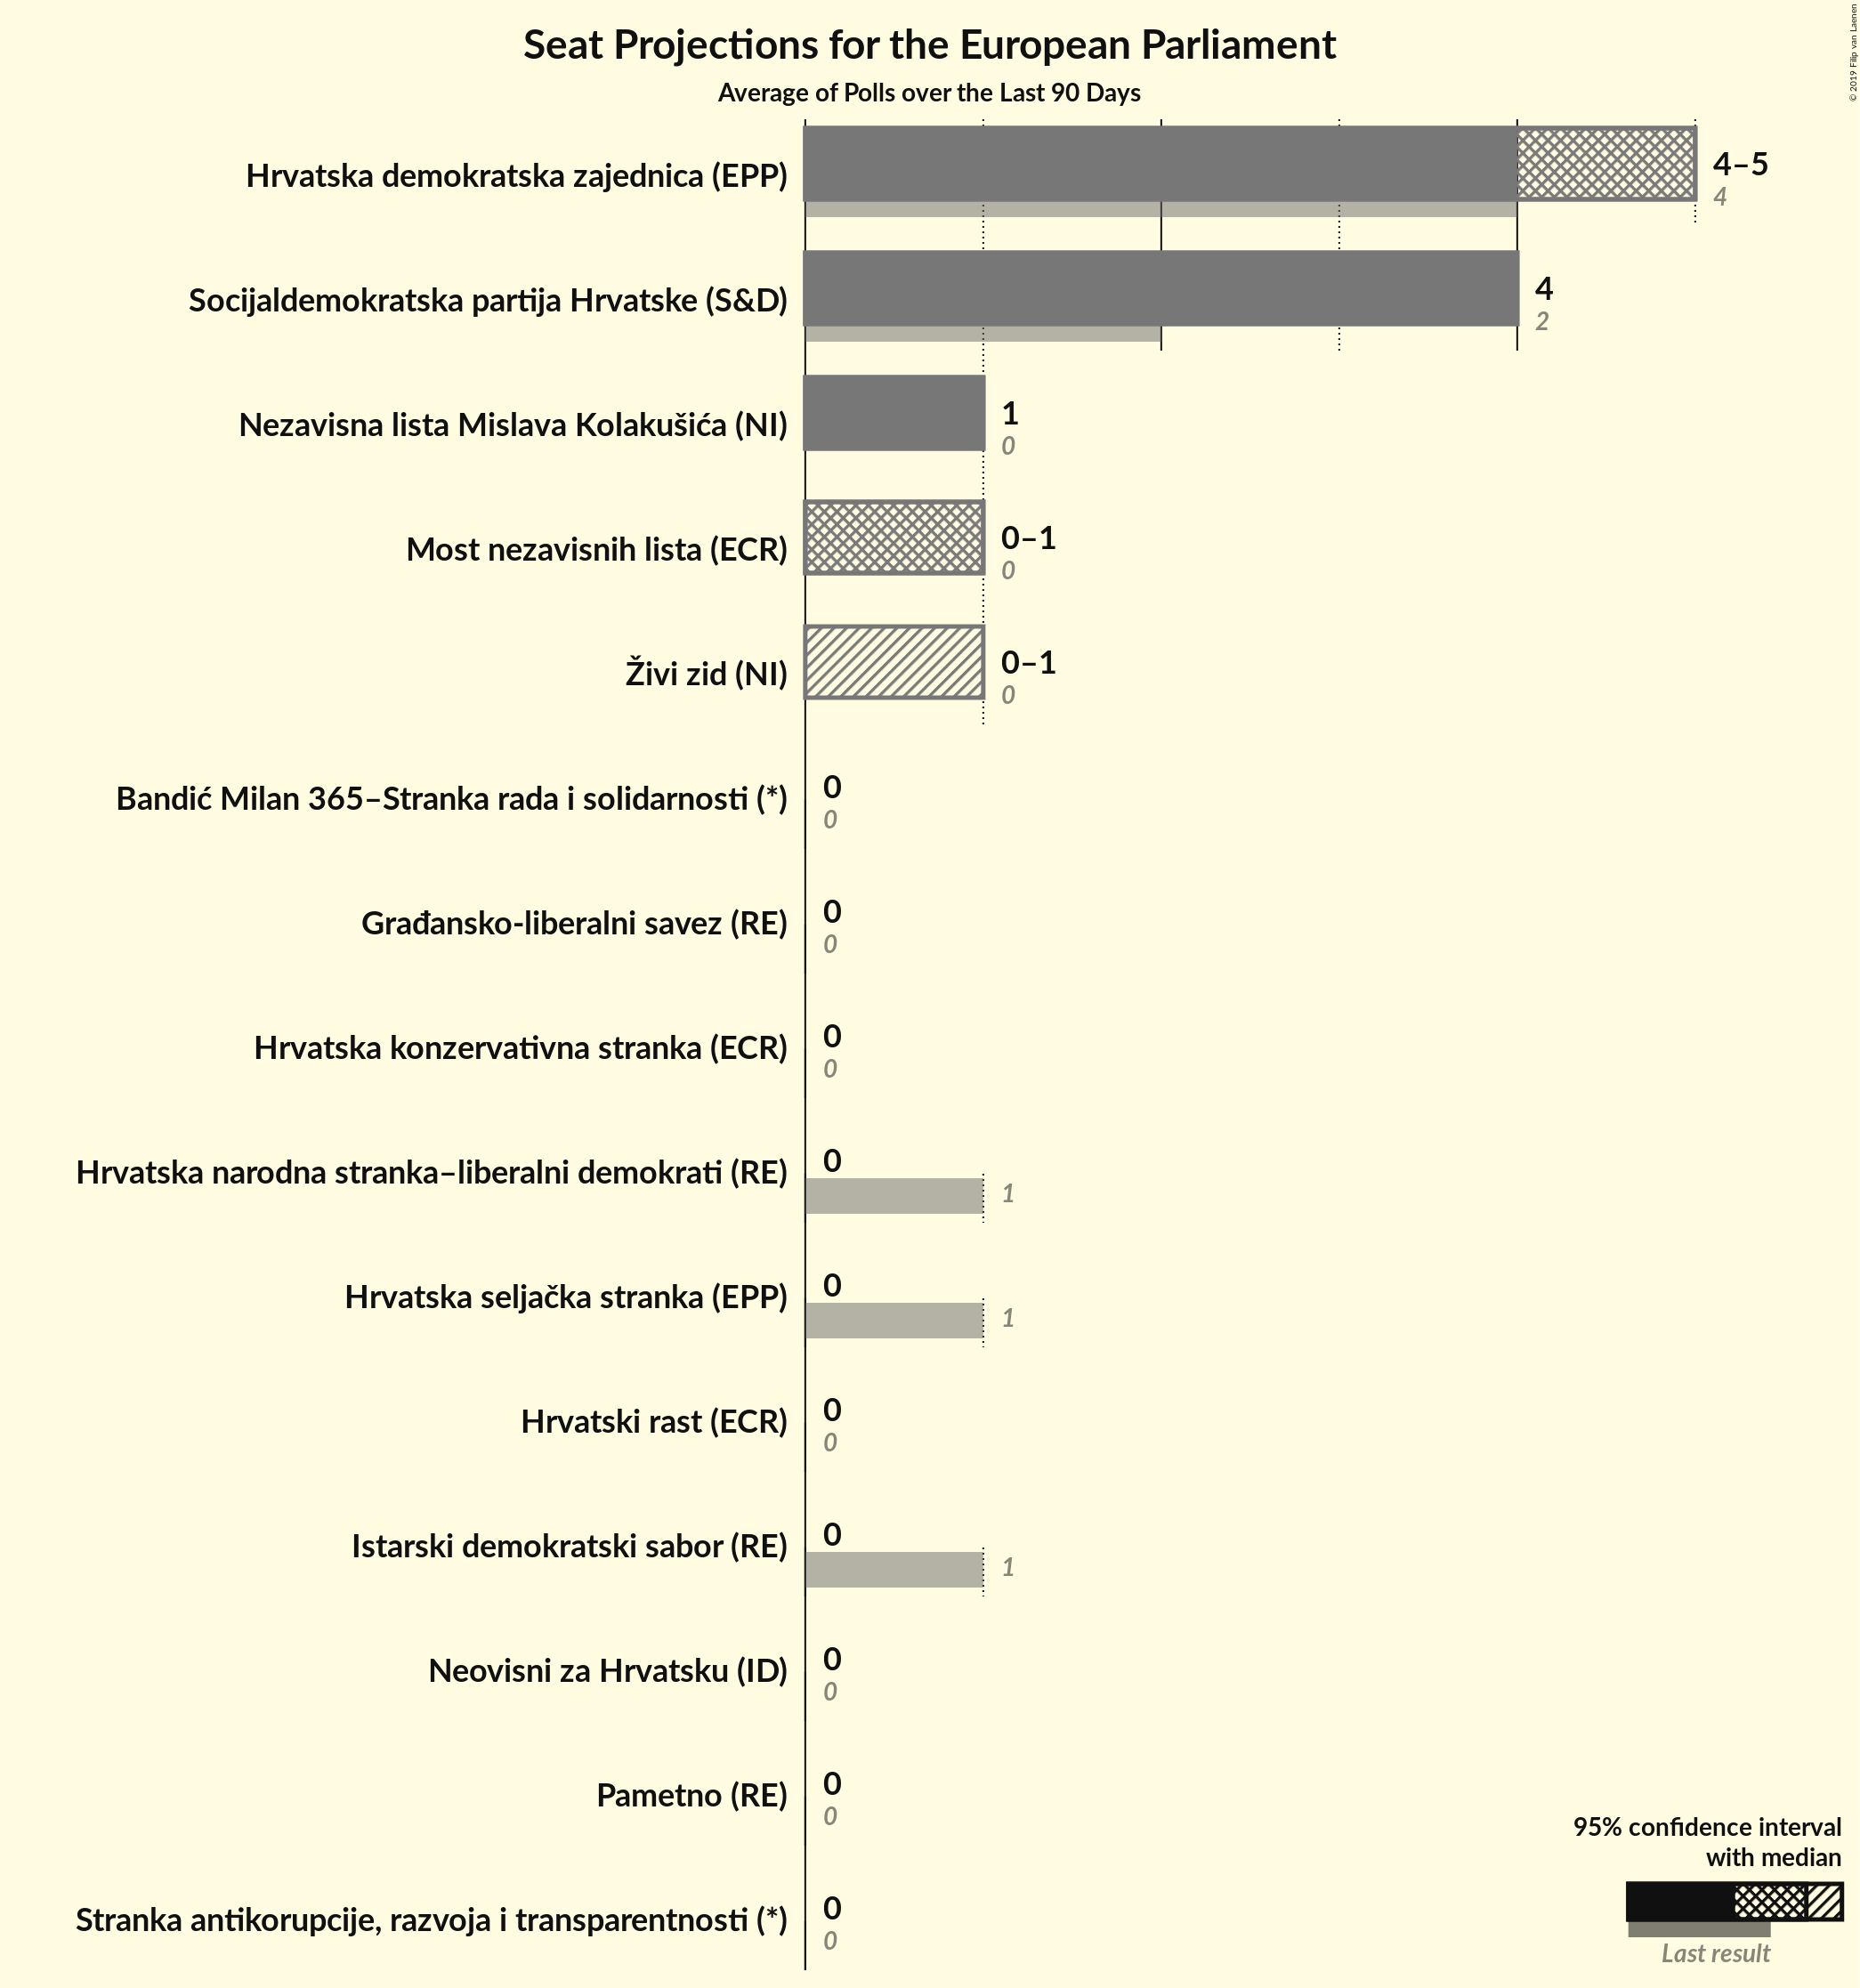 Seat Projections for the European Parliament
Average of Polls over the Last 90 Days
© 2019 Filip van Laenen
Hrvatska demokratska zajednica (EPP)
4–5
4
Socijaldemokratska partija Hrvatske (S&D)
4
2
Nezavisna lista Mislava Kolakušića (NI)
1
0
Most nezavisnih lista (ECR)
0–1
0
Živi zid (NI)
0–1
0
Bandić Milan 365–Stranka rada i solidarnosti (*)
0
0
Građansko-liberalni savez (RE)
0
0
Hrvatska konzervativna stranka (ECR)
0
0
Hrvatska narodna stranka–liberalni demokrati (RE)
0
1
Hrvatska seljačka stranka (EPP)
0
1
Hrvatski rast (ECR)
0
0
Istarski demokratski sabor (RE)
0
1
Neovisni za Hrvatsku (ID)
0
0
Pametno (RE)
0
0
Stranka antikorupcije, razvoja i transparentnosti (*)
0
0
95% confidence interval
with median
Last result